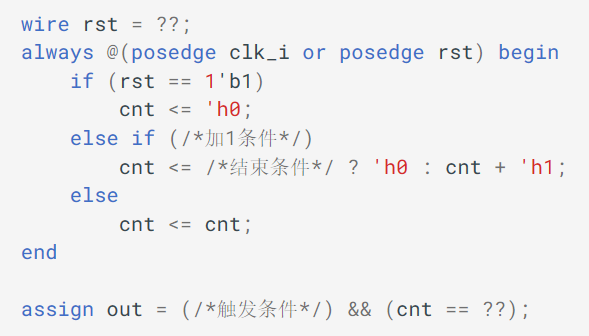 wire rst = ??;
always @(posedge clk_i or posedge rst) begin
    if (rst == 1'b1)
        cnt <= 'h0;
    else if (/*加1条件*/)
        cnt <= /*结束条件*/ ? 'h0 : cnt + 'h1;
    else
        cnt <= cnt;
end

assign out = (/*触发条件*/) && (cnt == ??);